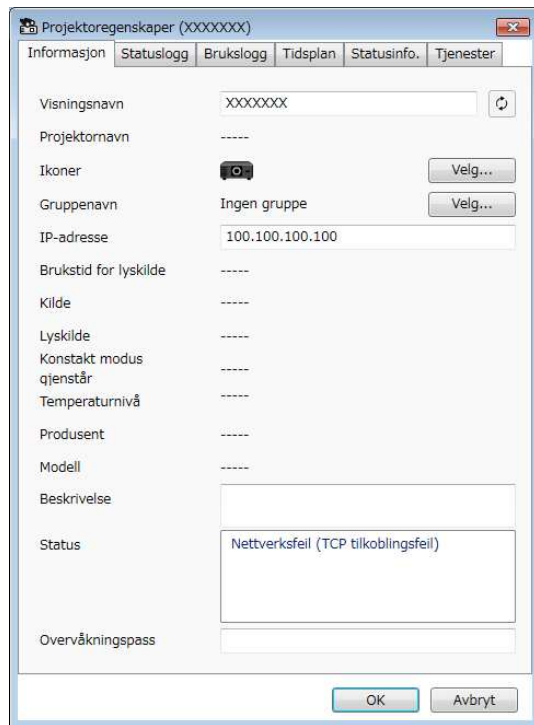 Projektoregenskaper (XXXXXXX)
Informasjon Statuslogg Brukslogg Tidsplan Statusinfo. Tjenester
Visningsnavn XXXXXXX
Projektornavn -----
Ikoner Velg...
Gruppenavn Ingen gruppe Velg...
IP-adresse 100.100.100.100
Brukstid for lyskilde -----
Kilde -----
Lyskilde -----
Konstakt modus
gjenstår -----
Temperaturnivå -----
Produsent -----
Modell -----
Beskrivelse
Status Nettverksfeil (TCP tilkoblingsfeil)
Overvåkningspass
OK Avbryt